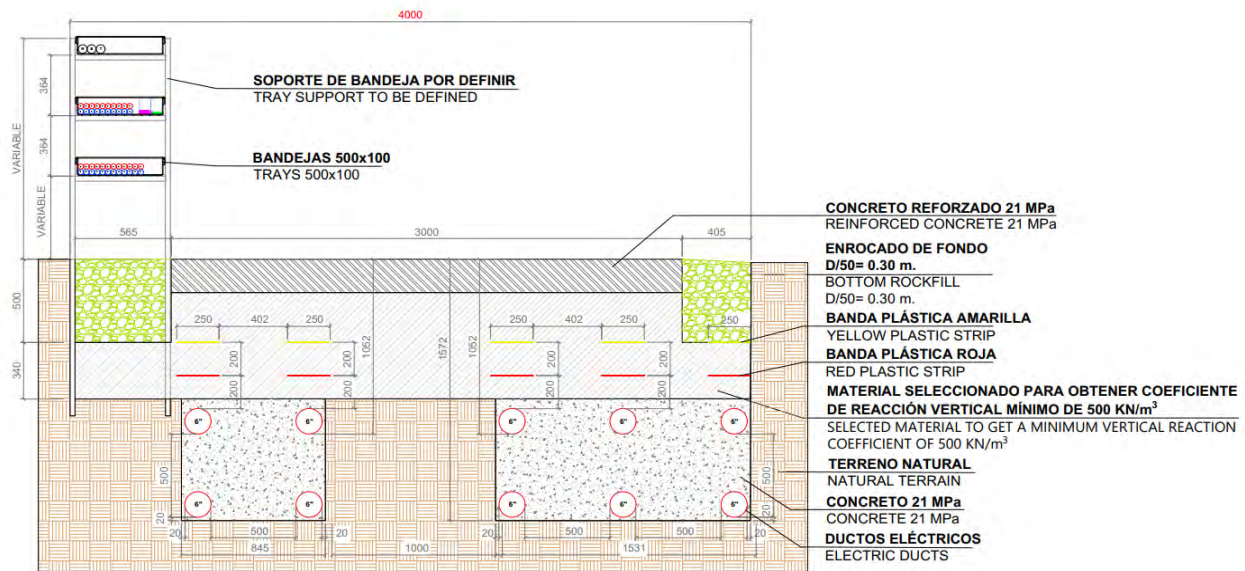 4000
364
364
VARIABLE
VARIABLE
SOPORTE DE BANDEJA POR DEFINIR
TRAY SUPPORT TO BE DEFINED
BANDEJAS 500x100
TRAYS 500x100
565
3000
405
CONCRETO REFORZADO 21 MPa
REINFORCED CONCRETE 21 MPa
ENROCADO DE FONDO
D/50= 0.30 m.
BOTTOM ROCKFILL
D/50= 0.30 m.
BANDA PLÁSTICA AMARILLA
YELLOW PLASTIC STRIP
BANDA PLÁSTICA ROJA
RED PLASTIC STRIP
MATERIAL SELECCIONADO PARA OBTENER COEFICIENTE
DE REACCIÓN VERTICAL MÍNIMO DE 500 KN/m³
SELECTED MATERIAL TO GET A MINIMUM VERTICAL REACTION
COEFFICIENT OF 500 KN/m³
TERRENO NATURAL
NATURAL TERRAIN
CONCRETO 21 MPa
CONCRETE 21 MPa
DUCTOS ELÉCTRICOS
ELECTRIC DUCTS
500
340
250 402 250
250 402 250
250
200
200
1052
1572
1052
200
200
6" 6" 6" 6" 6"
500
500
6" 6" 6" 6" 6"
20
20
20 500 20
20 500 500 20
845 1000 1531